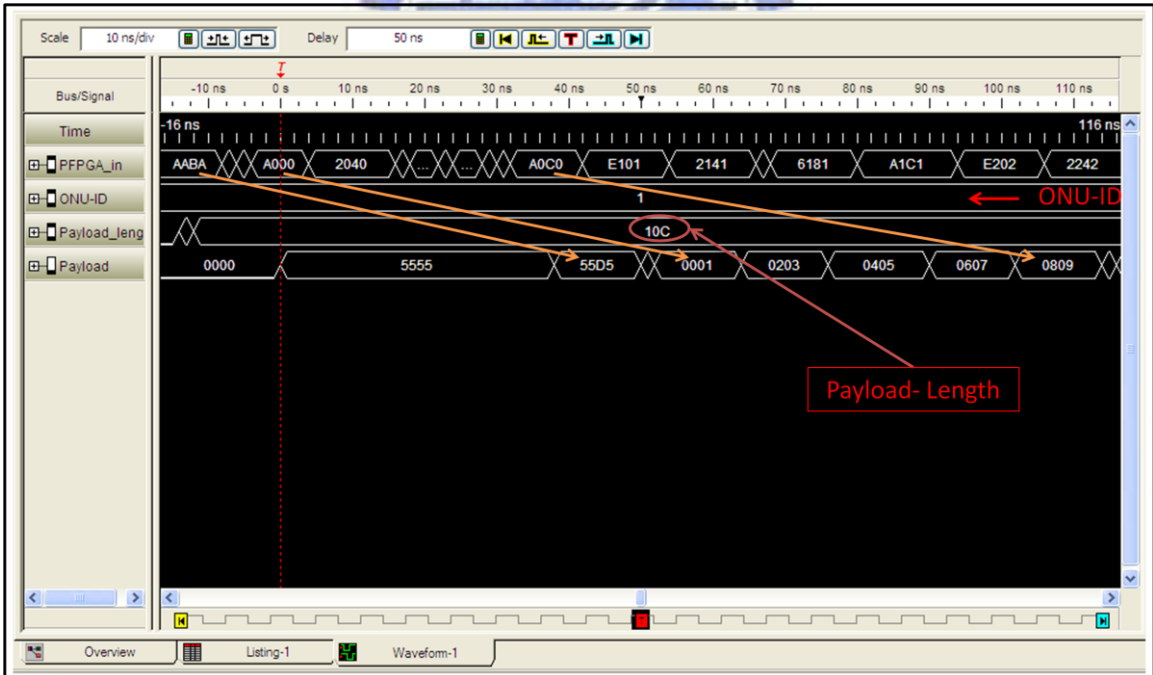 Scale 10 ns/div Delay 50 ns
T
Bus/Signal -10 ns 0 s 10 ns 20 ns 30 ns 40 ns 50 ns 60 ns 70 ns 80 ns 90 ns 100 ns 110 ns
Time -16 ns 116 ns
PFPGA_in AABA A000 2040 ... ... A0C0 E101 2141 6181 A1C1 E202 2242
ONU-ID 1 ONU-ID
Payload_leng 10C
Payload 0000 5555 55D5 0001 0203 0405 0607 0809
Payload- Length
Overview Listing-1 Waveform-1